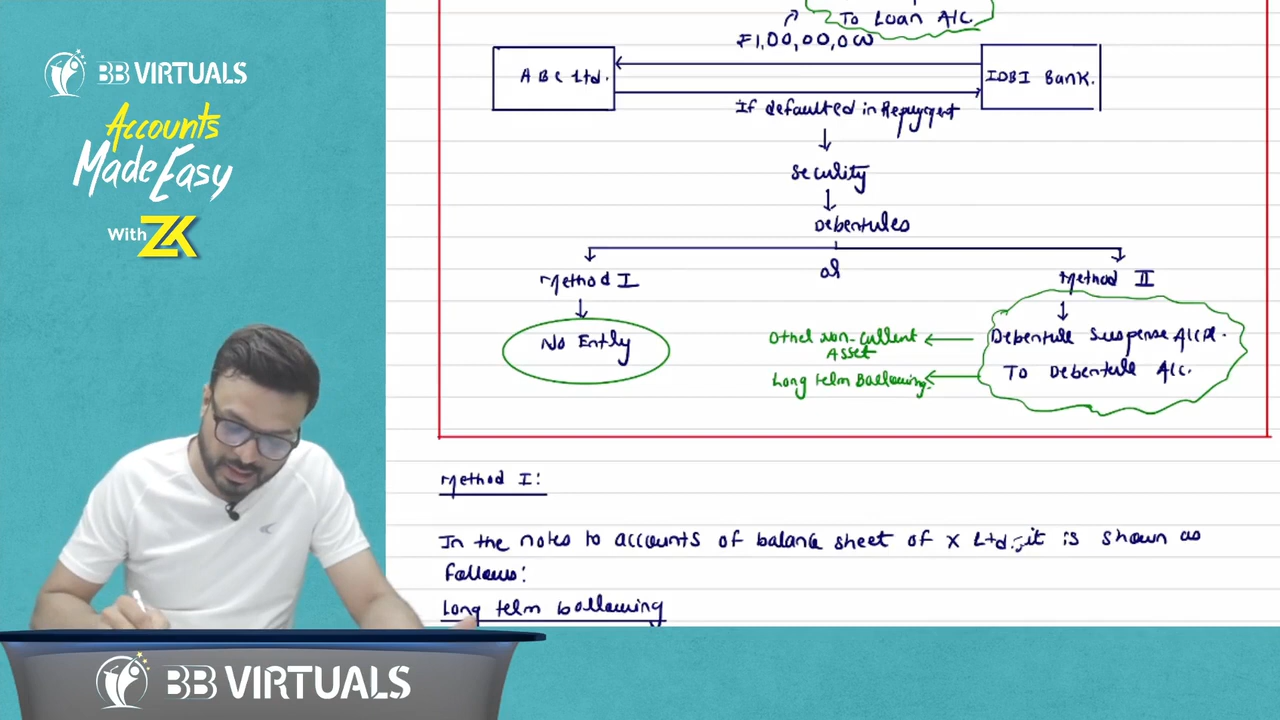 BB VIRTUALS
Accounts
Made Easy
With ZK
To Loan A/C.
₹1,00,00,000
ABC Ltd.
IDBI Bank.
If defaulted in Repayment
Security
Debentures
Method I
or
Method II
No Entry
Other non-current
Asset
Long term Borrowing.
Debenture Suspense A/C Dr.
To Debenture A/C.
Method I:
In the notes to accounts of balance sheet of X Ltd., it is shown as
follows:
Long term borrowing
BB VIRTUALS